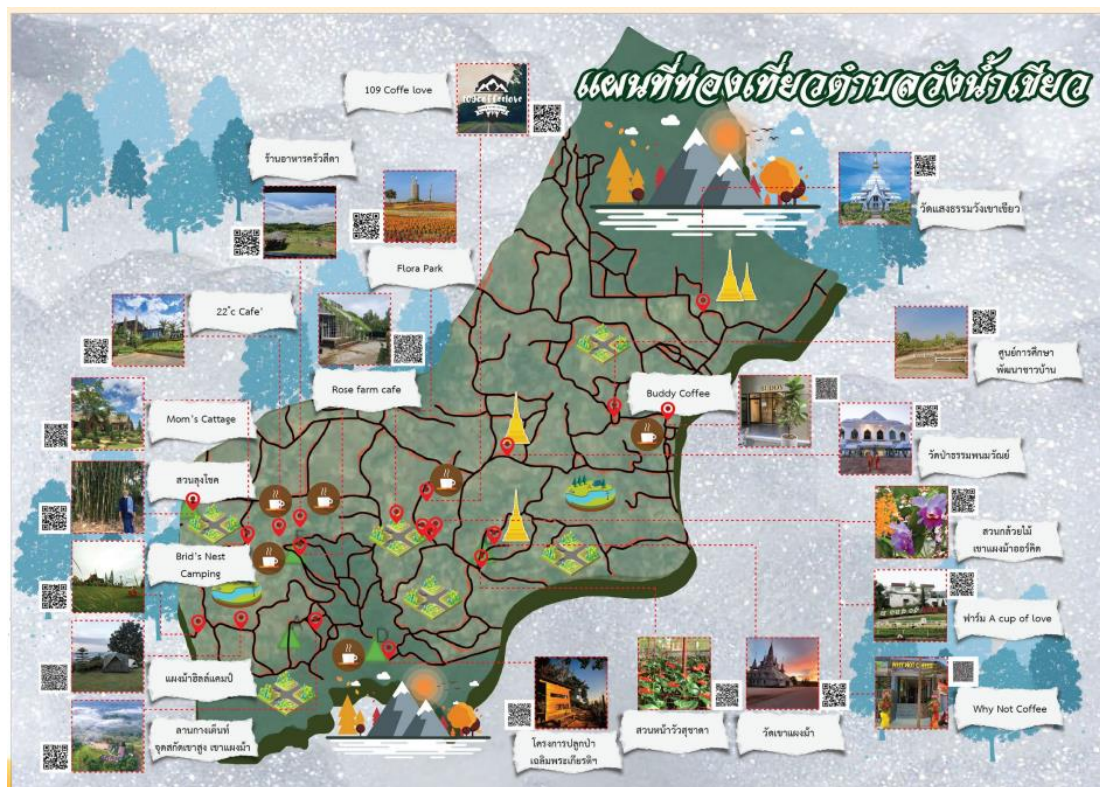 แผนที่ท่องเที่ยวตำบลวังน้ำเขียว
109 Coffe love
109coffeelove
ร้านอาหารครัวสีดา
Flora Park
22°c Cafe'
Rose farm cafe
Mom's Cattage
สวนลุงโชค
Brid's Nest
Camping
ผงม้าฮิลล์แคมป์
ลานกางเต็นท์
จุดสกัดเขาสูง เขาแผงม้า
วัดแสงธรรมวังเขาเขียว
ศูนย์การศึกษา
พัฒนาชาวบ้าน
Buddy Coffee
วัดป่าธรรมพนมวัณย์
สวนกล้วยไม้
เขาแผงม้าออร์คิด
ฟาร์ม A cup of love
WHY NOT COFFEE
Why Not Coffee
โครงการปลูกป่า
เฉลิมพระเกียรติฯ
สวนหน้าวัวสุชาดา
วัดเขาแผงม้า